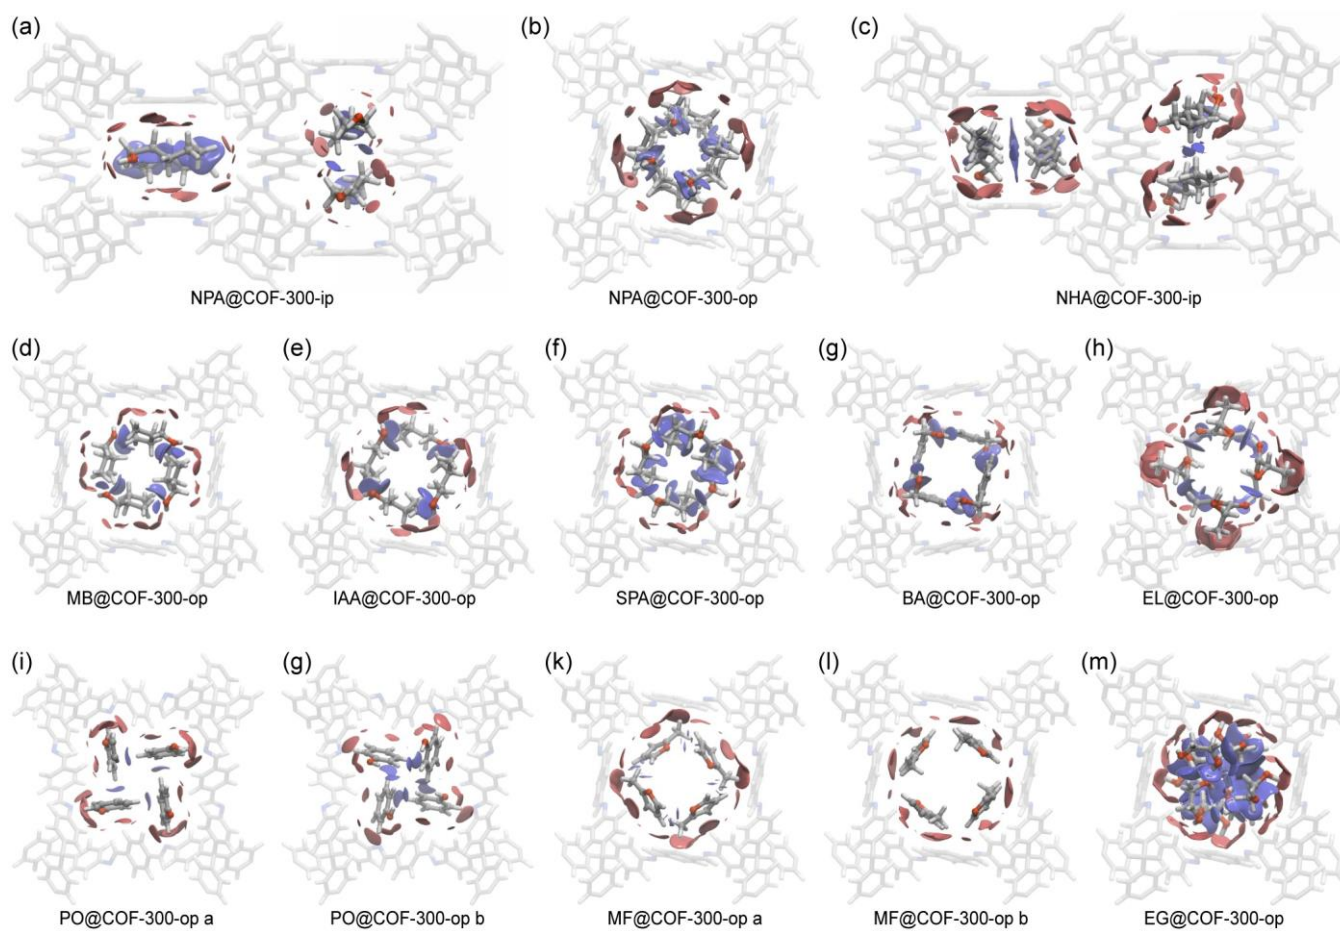 (a) (b) (c)
NPA@COF-300-ip NPA@COF-300-op NHA@COF-300-ip
(d) (e) (f) (g) (h)
MB@COF-300-op IAA@COF-300-op SPA@COF-300-op BA@COF-300-op EL@COF-300-op
(i) (g) (k) (l) (m)
PO@COF-300-op a PO@COF-300-op b MF@COF-300-op a MF@COF-300-op b EG@COF-300-op